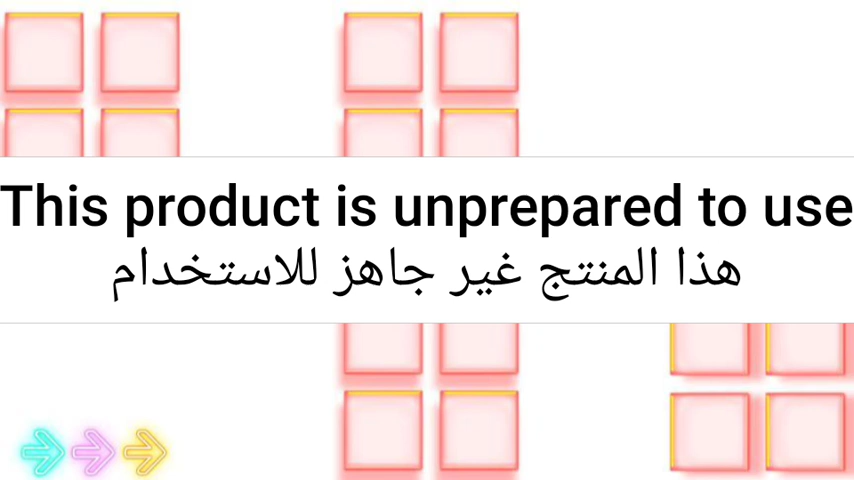 This product is unprepared to use
هذا المنتج غير جاهز للاستخدام